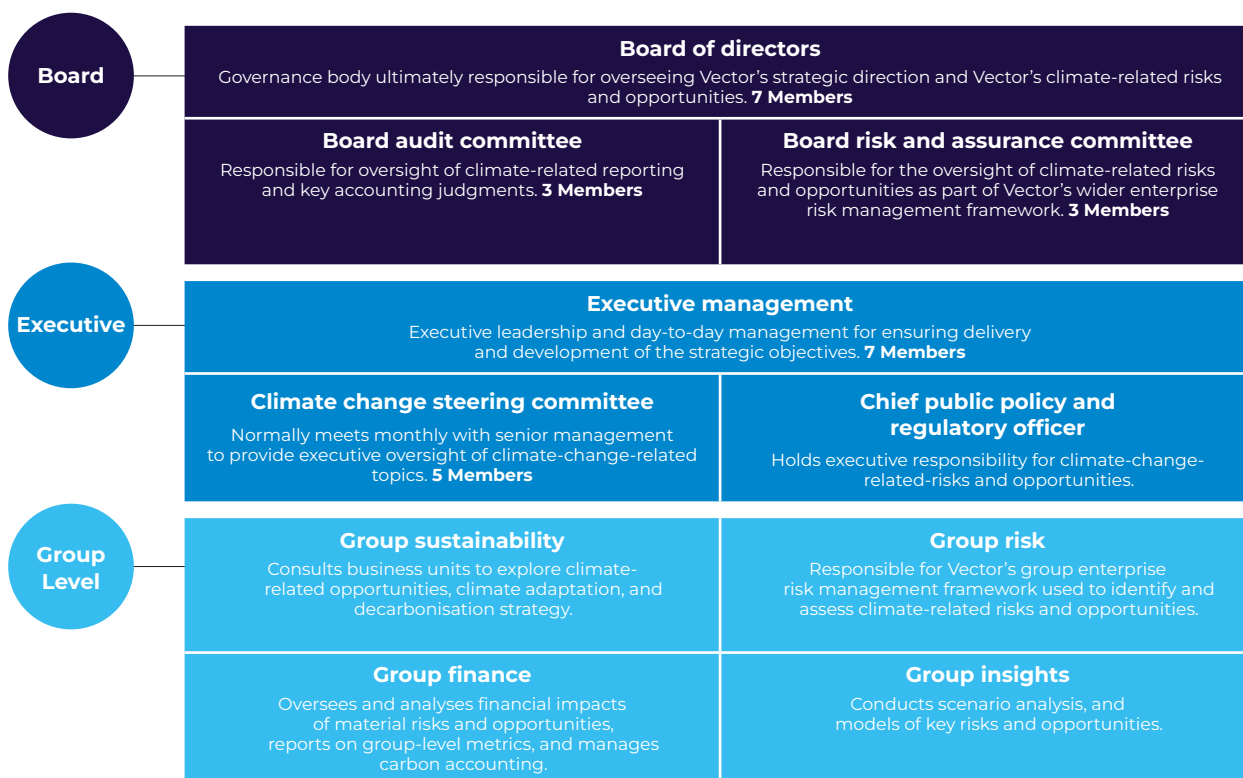 Board
Board of directors
Governance body ultimately responsible for overseeing Vector’s strategic direction and Vector’s climate-related risks
and opportunities. 7 Members
Board audit committee
Responsible for oversight of climate-related reporting
and key accounting judgments. 3 Members
Board risk and assurance committee
Responsible for the oversight of climate-related risks
and opportunities as part of Vector’s wider enterprise
risk management framework. 3 Members
Executive
Executive management
Executive leadership and day-to-day management for ensuring delivery
and development of the strategic objectives. 7 Members
Climate change steering committee
Normally meets monthly with senior management
to provide executive oversight of climate-change-related
topics. 5 Members
Chief public policy and
regulatory officer
Holds executive responsibility for climate-change-
related-risks and opportunities.
Group
Level
Group sustainability
Consults business units to explore climate-
related opportunities, climate adaptation, and
decarbonisation strategy.
Group risk
Responsible for Vector’s group enterprise
risk management framework used to identify and
assess climate-related risks and opportunities.
Group finance
Oversees and analyses financial impacts
of material risks and opportunities,
reports on group-level metrics, and manages
carbon accounting.
Group insights
Conducts scenario analysis, and
models of key risks and opportunities.